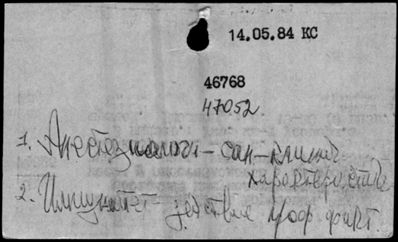 14.05.84 КС
46768
47052.
1. Анестезиологи - сан-клинич
характеристика
2. Иммунитет - действие проф. факт.